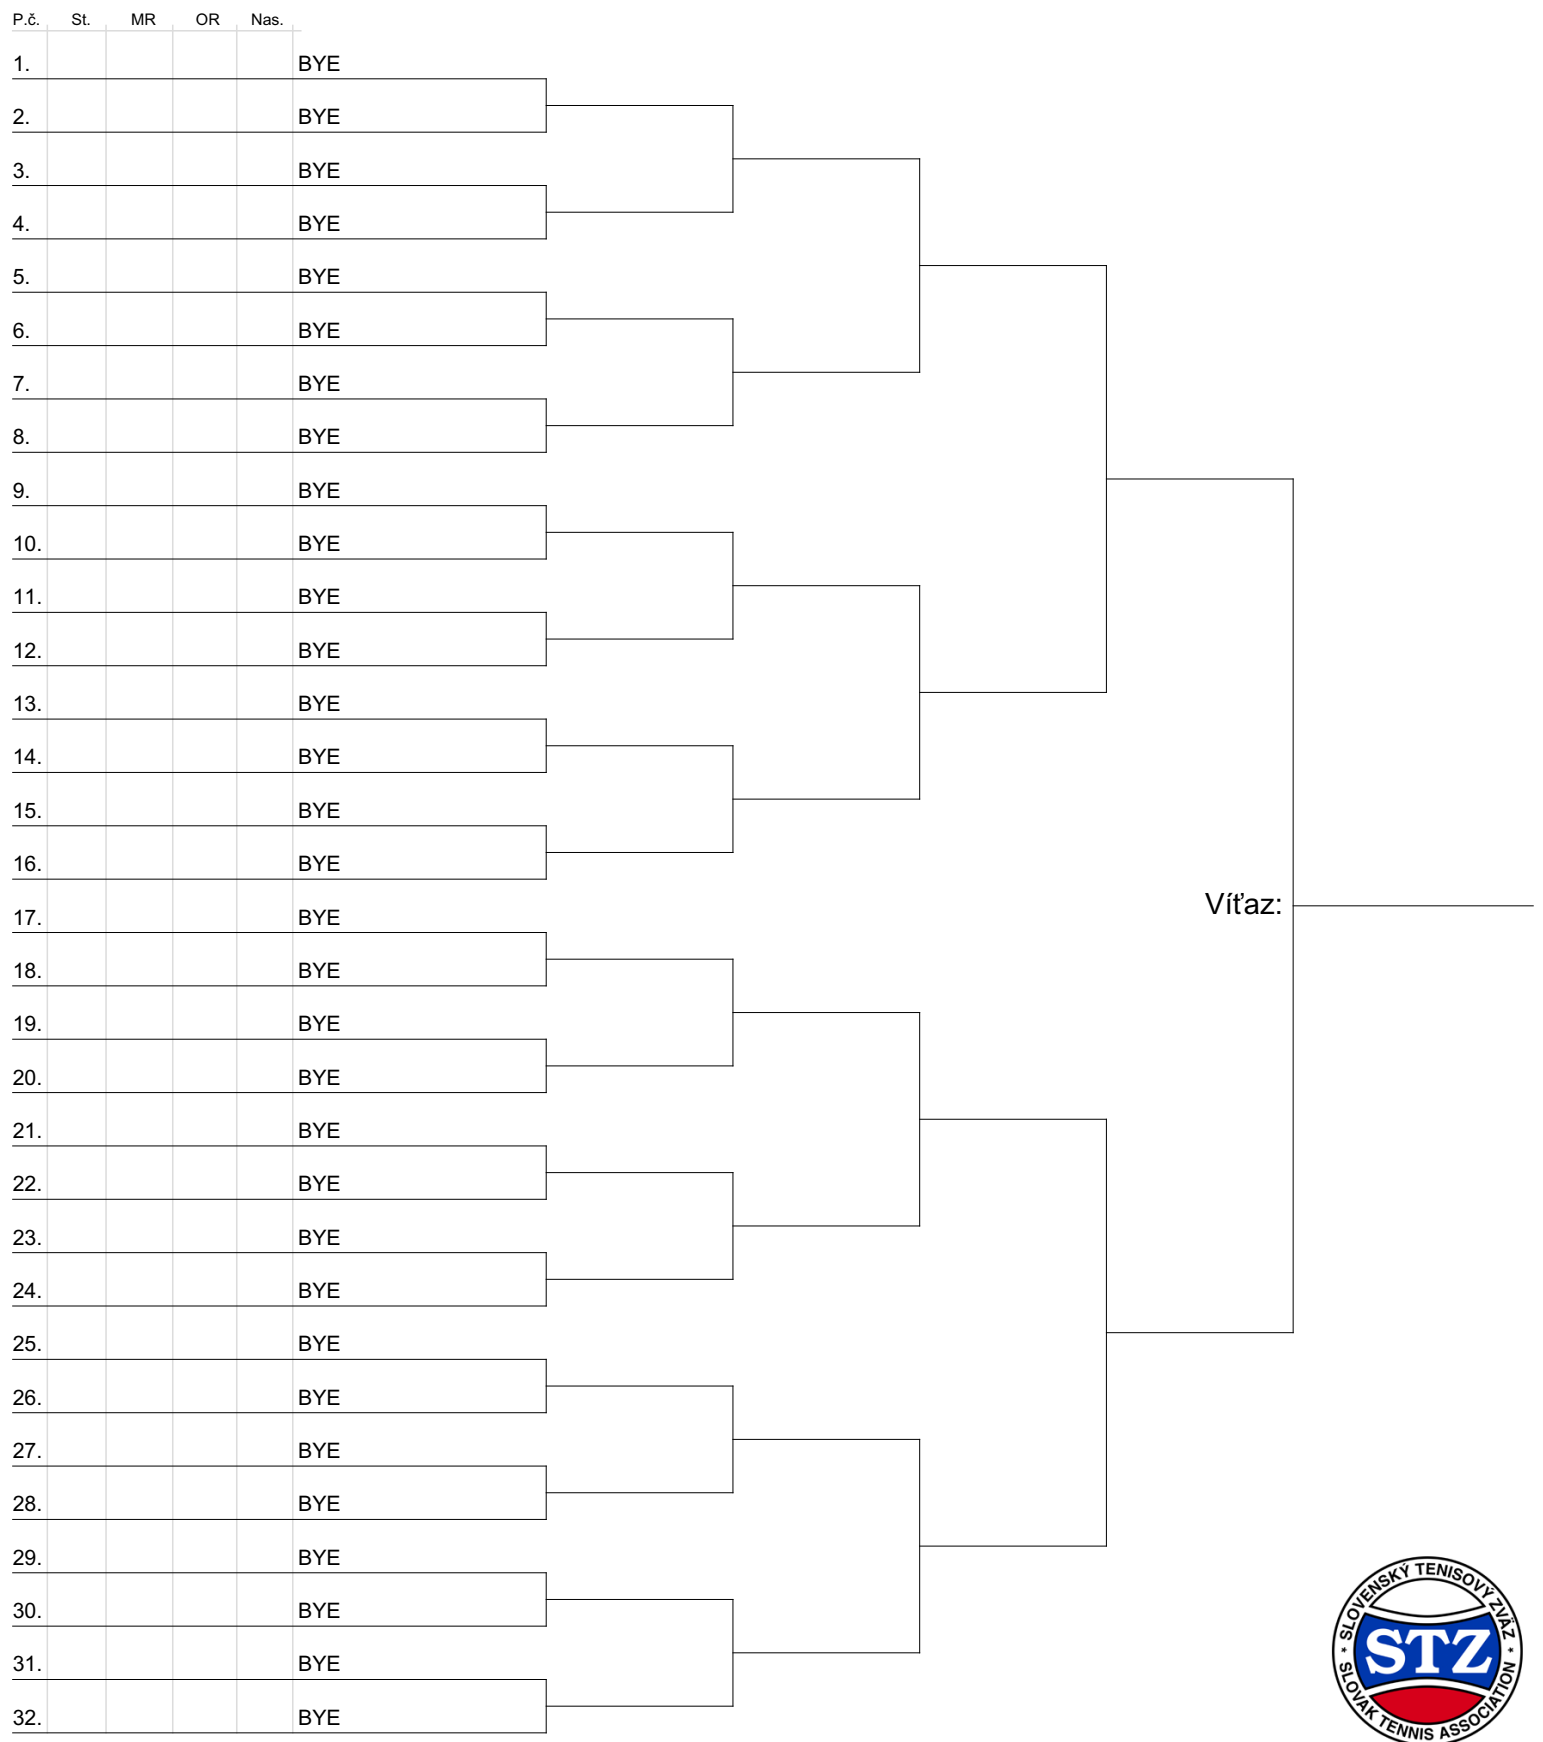 P.č. St. MR OR Nas.
1. BYE
2. BYE
3. BYE
4. BYE
5. BYE
6. BYE
7. BYE
8. BYE
9. BYE
10. BYE
11. BYE
12. BYE
13. BYE
14. BYE
15. BYE
16. BYE
Víťaz:
17. BYE
18. BYE
19. BYE
20. BYE
21. BYE
22. BYE
23. BYE
24. BYE
25. BYE
26. BYE
27. BYE
28. BYE
29. BYE
30. BYE
31. BYE
32. BYE
SLOVENSKÝ TENISOVÝ ZVÄZ
STZ
SLOVAK TENNIS ASSOCIATION